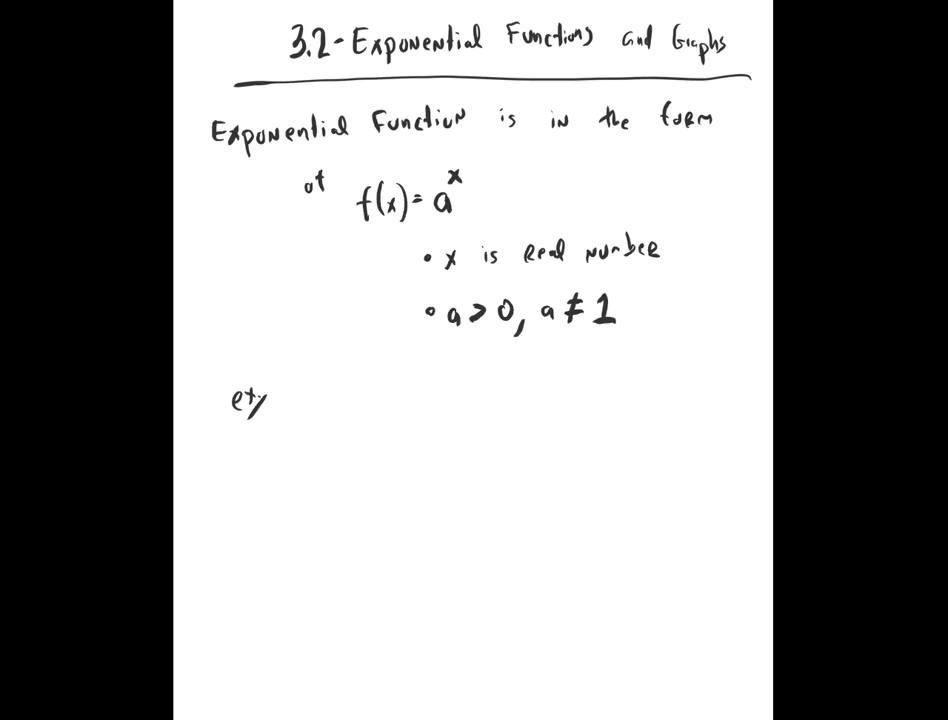 3.2 - Exponential Functions and Graphs
Exponential Function is in the form
of f(x) = a^x
• x is Real number
• a > 0, a ≠ 1
ex/